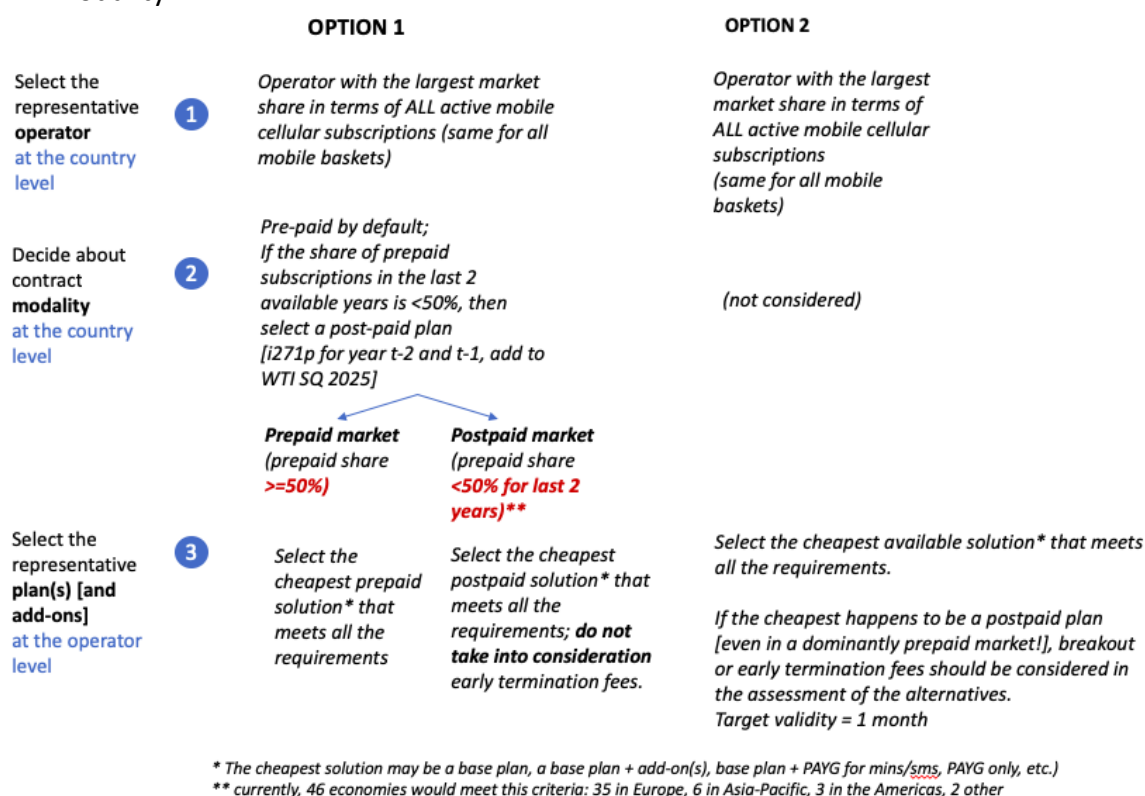 OPTION 1
OPTION 2
Select the
representative
operator
at the country
level
1
Operator with the largest market
share in terms of ALL active mobile
cellular subscriptions (same for all
mobile baskets)
Operator with the largest
market share in terms of
ALL active mobile cellular
subscriptions
(same for all mobile
baskets)
Decide about
contract
modality
at the country
level
2
Pre-paid by default;
If the share of prepaid
subscriptions in the last 2
available years is <50%, then
select a post-paid plan
[i271p for year t-2 and t-1, add to
WTI SQ 2025]
(not considered)
Prepaid market
(prepaid share
>=50%)
Postpaid market
(prepaid share
<50% for last 2
years)**
Select the
representative
plan(s) [and
add-ons]
at the operator
level
3
Select the
cheapest prepaid
solution* that
meets all the
requirements
Select the cheapest
postpaid solution* that
meets all the
requirements; do not
take into consideration
early termination fees.
Select the cheapest available solution* that meets
all the requirements.
If the cheapest happens to be a postpaid plan
[even in a dominantly prepaid market!], breakout
or early termination fees should be considered in
the assessment of the alternatives.
Target validity = 1 month
* The cheapest solution may be a base plan, a base plan + add-on(s), base plan + PAYG for mins/sms, PAYG only, etc.)
** currently, 46 economies would meet this criteria: 35 in Europe, 6 in Asia-Pacific, 3 in the Americas, 2 other